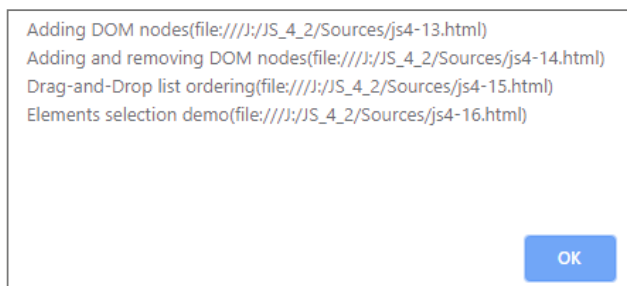 Adding DOM nodes(file:///J:/JS_4_2/Sources/js4-13.html)
Adding and removing DOM nodes(file:///J:/JS_4_2/Sources/js4-14.html)
Drag-and-Drop list ordering(file:///J:/JS_4_2/Sources/js4-15.html)
Elements selection demo(file:///J:/JS_4_2/Sources/js4-16.html)
OK